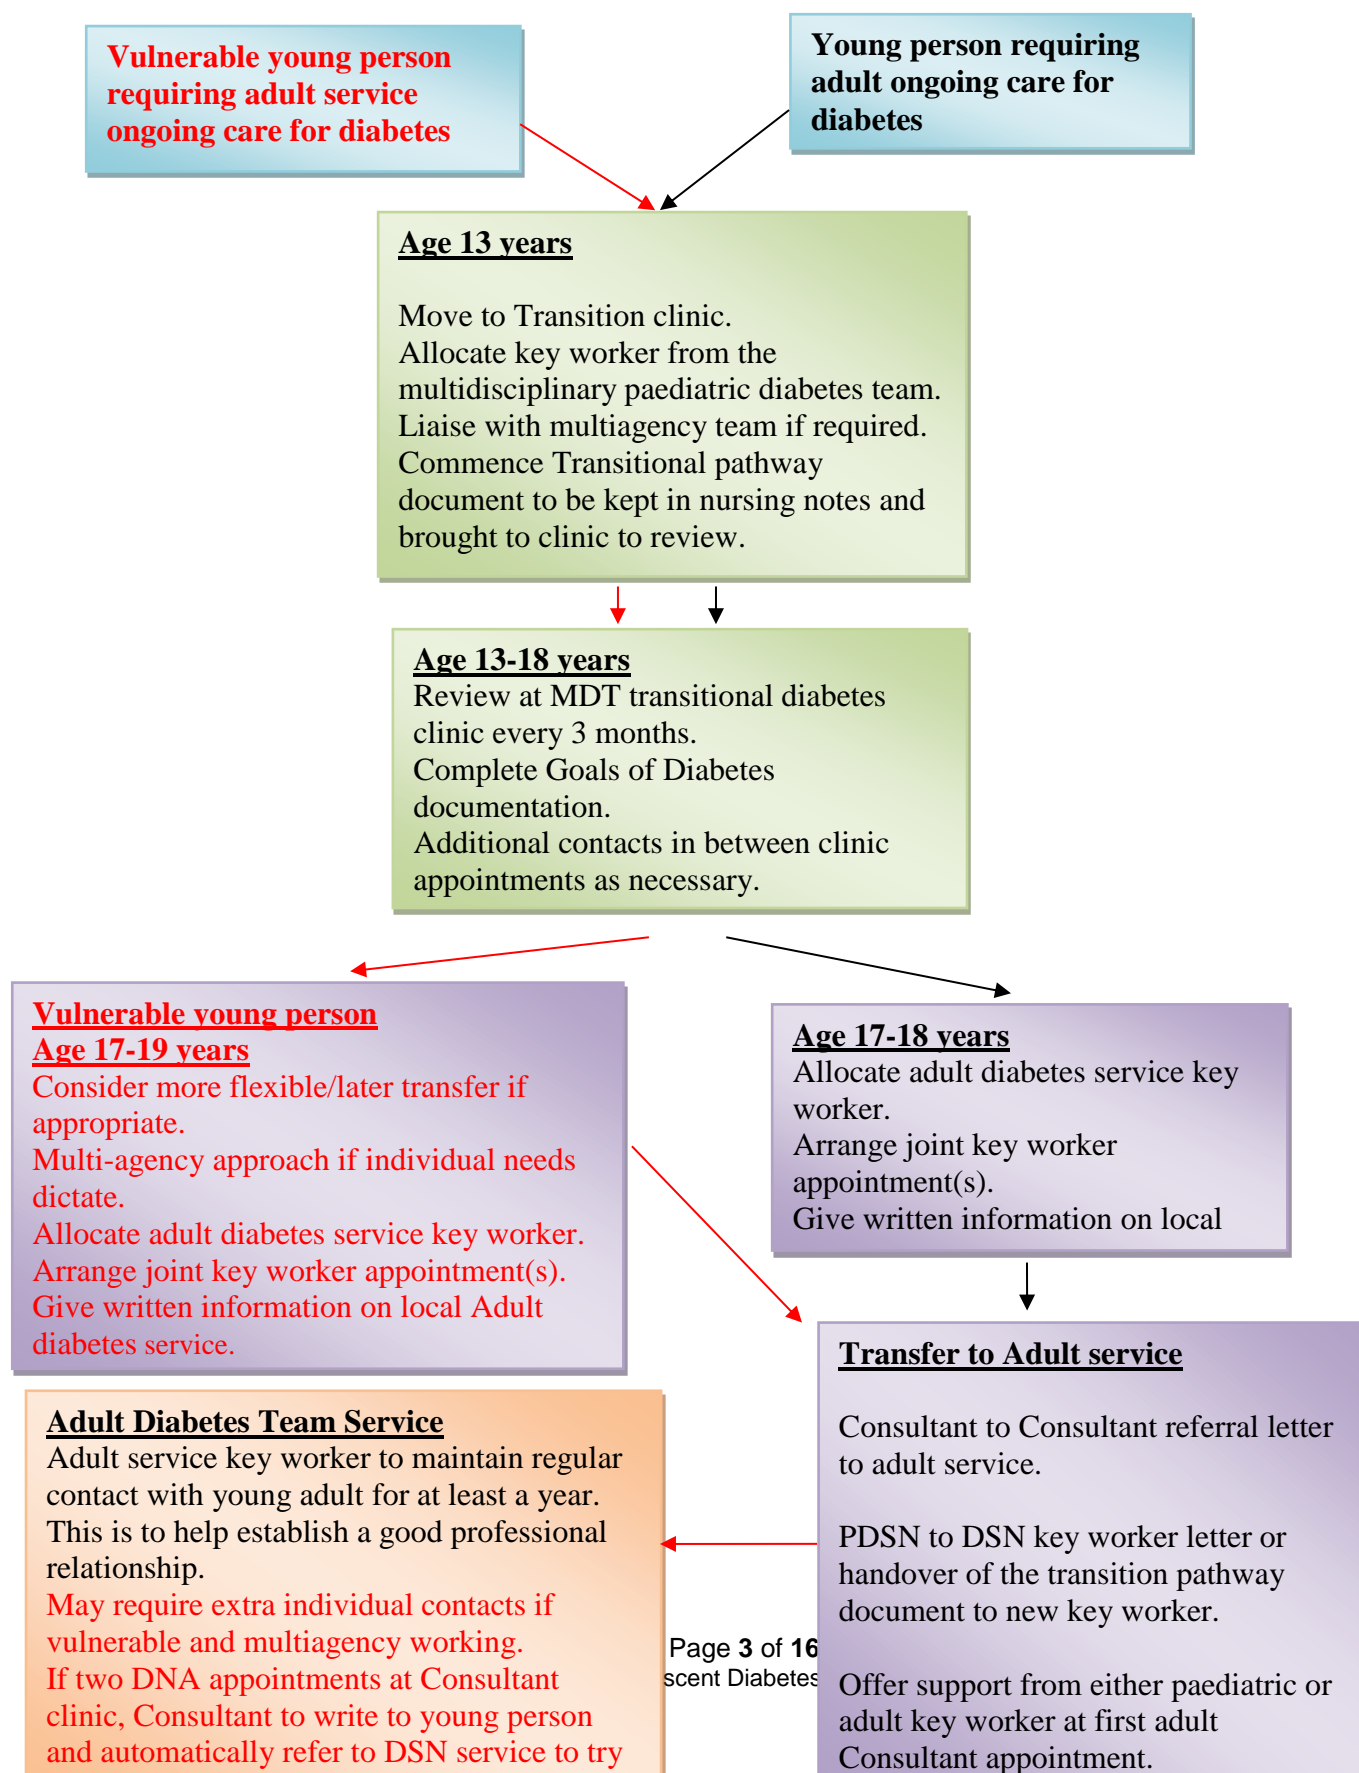 Vulnerable young person
requiring adult service
ongoing care for diabetes
Young person requiring
adult ongoing care for
diabetes
Age 13 years
Move to Transition clinic.
Allocate key worker from the
multidisciplinary paediatric diabetes team.
Liaise with multiagency team if required.
Commence Transitional pathway
document to be kept in nursing notes and
brought to clinic to review.
Age 13-18 years
Review at MDT transitional diabetes
clinic every 3 months.
Complete Goals of Diabetes
documentation.
Additional contacts in between clinic
appointments as necessary.
Vulnerable young person
Age 17-19 years
Consider more flexible/later transfer if
appropriate.
Multi-agency approach if individual needs
dictate.
Allocate adult diabetes service key worker.
Arrange joint key worker appointment(s).
Give written information on local Adult
diabetes service.
Age 17-18 years
Allocate adult diabetes service key
worker.
Arrange joint key worker
appointment(s).
Give written information on local
Transfer to Adult service
Consultant to Consultant referral letter
to adult service.
PDSN to DSN key worker letter or
handover of the transition pathway
document to new key worker.
Offer support from either paediatric or
adult key worker at first adult
Consultant appointment.
Adult Diabetes Team Service
Adult service key worker to maintain regular
contact with young adult for at least a year.
This is to help establish a good professional
relationship.
May require extra individual contacts if
vulnerable and multiagency working.
If two DNA appointments at Consultant
clinic, Consultant to write to young person
and automatically refer to DSN service to try
Page 3 of 16
scent Diabetes